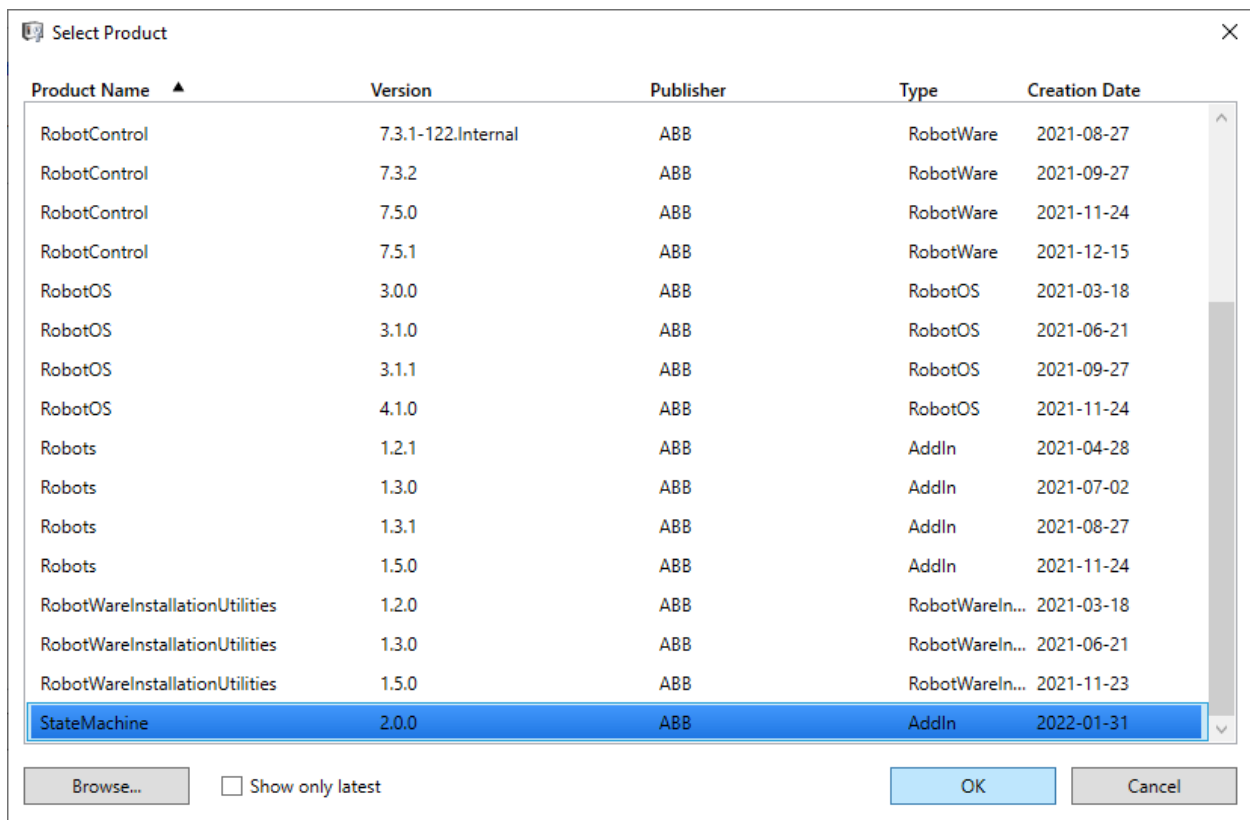 Select Product
Product Name Version Publisher Type Creation Date
RobotControl 7.3.1-122.Internal ABB RobotWare 2021-08-27
RobotControl 7.3.2 ABB RobotWare 2021-09-27
RobotControl 7.5.0 ABB RobotWare 2021-11-24
RobotControl 7.5.1 ABB RobotWare 2021-12-15
RobotOS 3.0.0 ABB RobotOS 2021-03-18
RobotOS 3.1.0 ABB RobotOS 2021-06-21
RobotOS 3.1.1 ABB RobotOS 2021-09-27
RobotOS 4.1.0 ABB RobotOS 2021-11-24
Robots 1.2.1 ABB AddIn 2021-04-28
Robots 1.3.0 ABB AddIn 2021-07-02
Robots 1.3.1 ABB AddIn 2021-08-27
Robots 1.5.0 ABB AddIn 2021-11-24
RobotWareInstallationUtilities 1.2.0 ABB RobotWareIn... 2021-03-18
RobotWareInstallationUtilities 1.3.0 ABB RobotWareIn... 2021-06-21
RobotWareInstallationUtilities 1.5.0 ABB RobotWareIn... 2021-11-23
StateMachine 2.0.0 ABB AddIn 2022-01-31
Browse... Show only latest OK Cancel